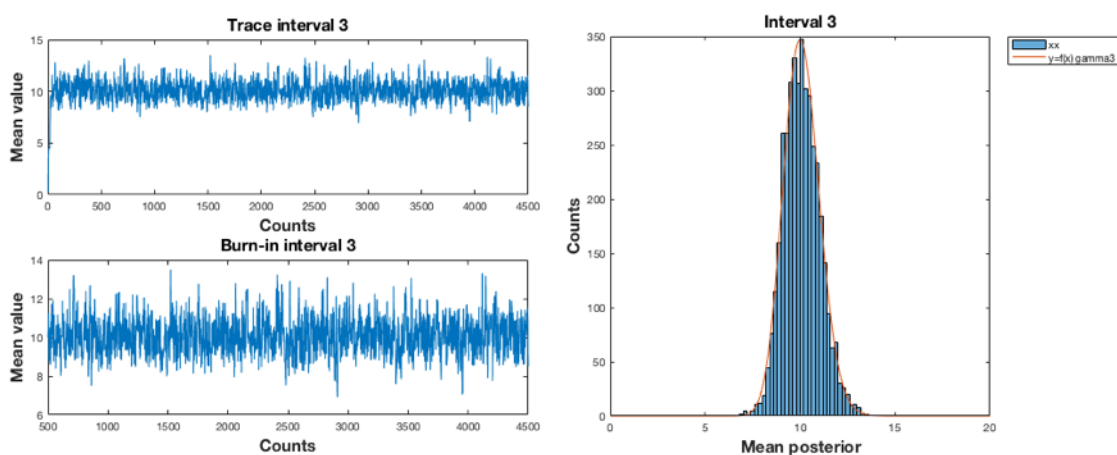 Trace interval 3
15
10
5
0
Mean value
0 500 1000 1500 2000 2500 3000 3500 4000 4500
Counts
Burn-in interval 3
14
12
10
8
6
Mean value
500 1000 1500 2000 2500 3000 3500 4000 4500
Counts
Interval 3
350
300
250
200
150
100
50
0
Counts
0 5 10 15 20
Mean posterior
xx
y=f(x) gamma3